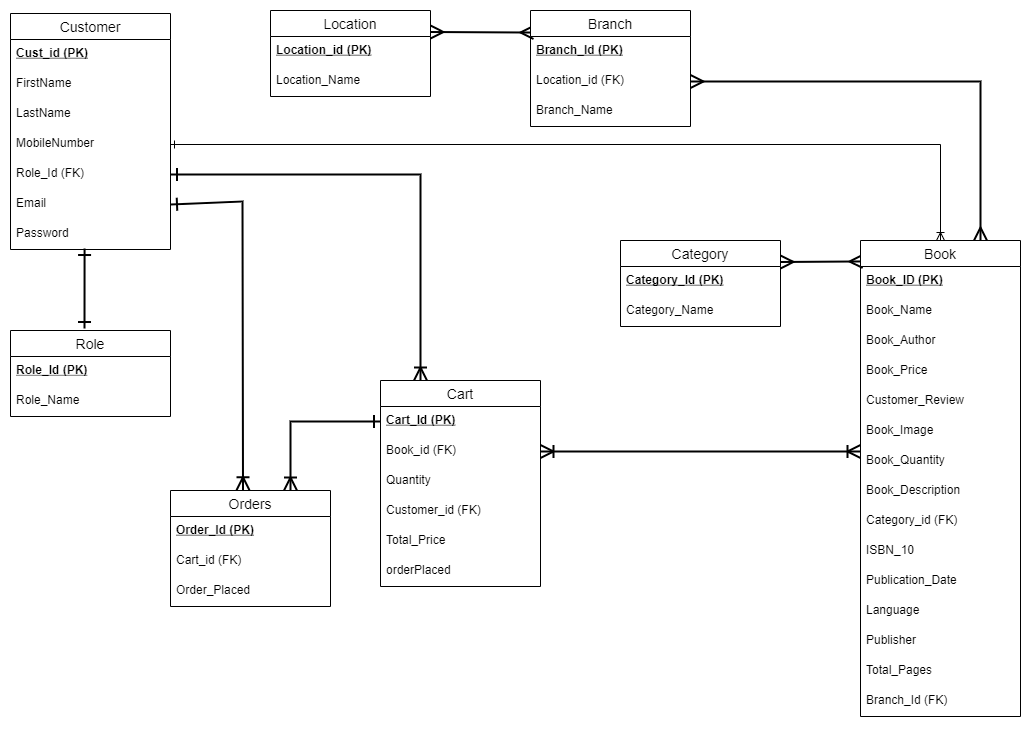 Customer
Cust_id (PK)
FirstName
LastName
MobileNumber
Role_Id (FK)
Email
Password
Location
Location_id (PK)
Location_Name
Branch
Branch_Id (PK)
Location_id (FK)
Branch_Name
Role
Role_Id (PK)
Role_Name
Category
Category_Id (PK)
Category_Name
Book
Book_ID (PK)
Book_Name
Book_Author
Book_Price
Customer_Review
Book_Image
Book_Quantity
Book_Description
Category_id (FK)
ISBN_10
Publication_Date
Language
Publisher
Total_Pages
Branch_Id (FK)
Cart
Cart_Id (PK)
Book_id (FK)
Quantity
Customer_id (FK)
Total_Price
orderPlaced
Orders
Order_Id (PK)
Cart_id (FK)
Order_Placed